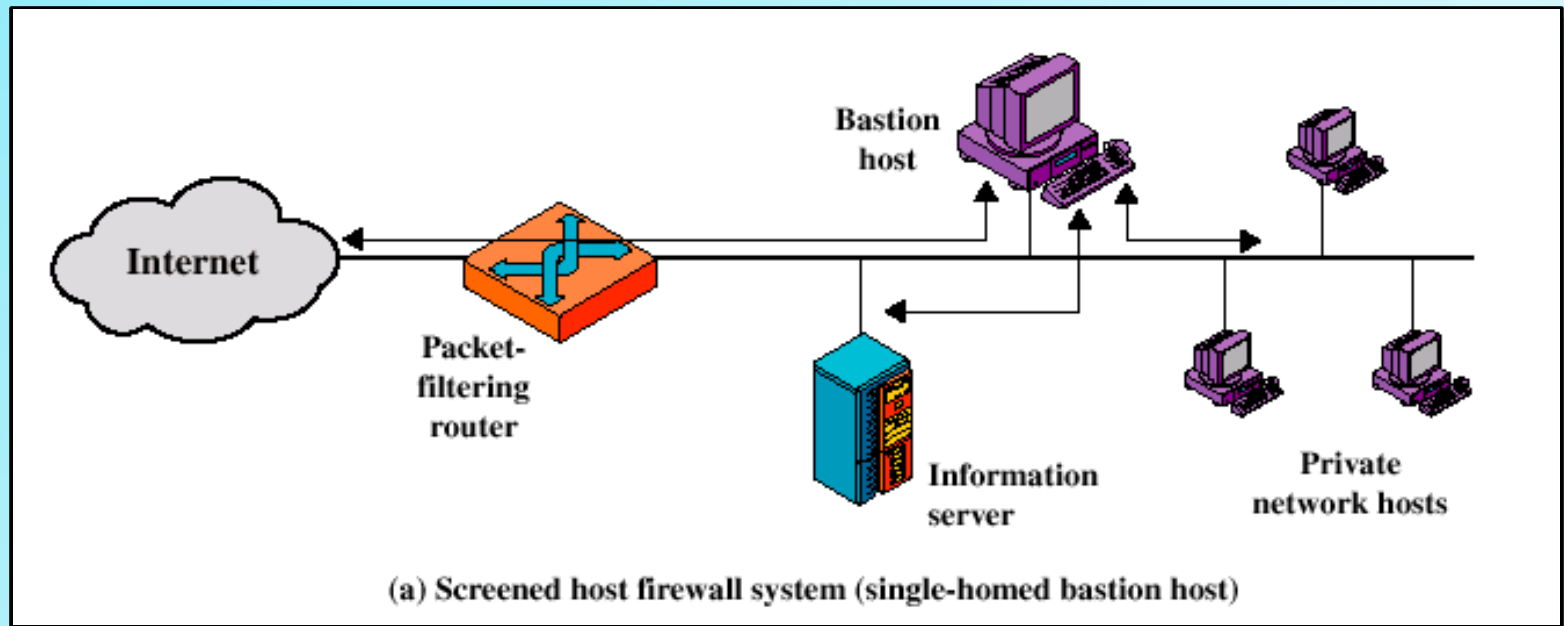 Bastion
host
Internet
Packet-
filtering
router
Information
server
Private
network hosts
(a) Screened host firewall system (single-homed bastion host)